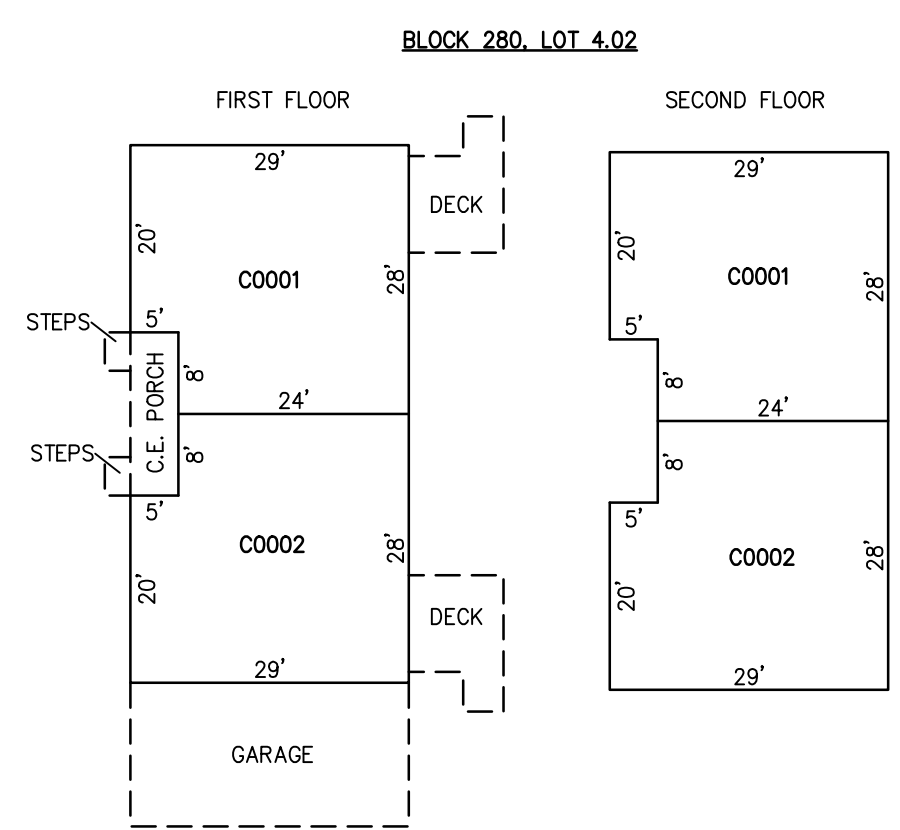 BLOCK 280, LOT 4.02
FIRST FLOOR
29'
20'
C0001
28'
DECK
STEPS
5'
8'
C.E. PORCH
24'
STEPS
8'
5'
C0002
28'
20'
DECK
29'
GARAGE
SECOND FLOOR
29'
20'
C0001
28'
5'
8'
24'
8'
5'
C0002
28'
20'
29'